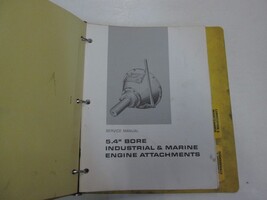 SERVICE MANUAL
5.4" BORE
INDUSTRIAL & MARINE
ENGINE ATTACHMENTS